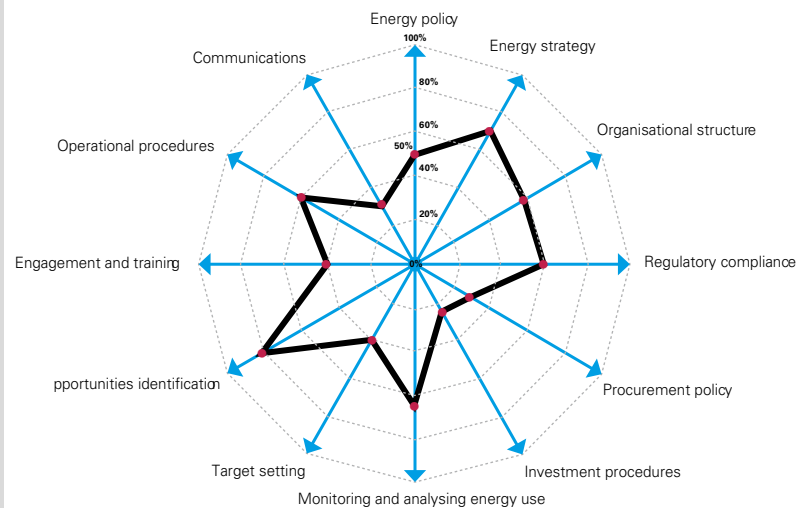 Energy policy
100%
Energy strategy
Communications
80%
Organisational structure
60%
Operational procedures
50%
40%
20%
Engagement and training
0%
Regulatory compliance
pportunities identification
Procurement policy
Target setting
Investment procedures
Monitoring and analysing energy use